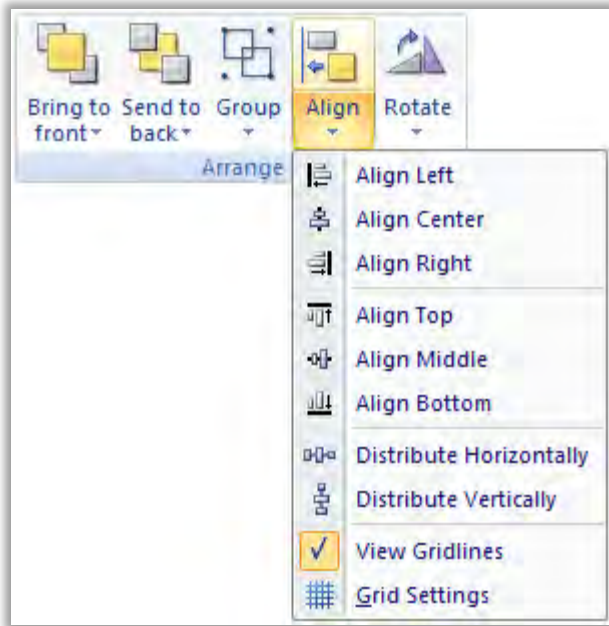 Bring to Send to Group Align Rotate
front back
Arrange
Align Left
Align Center
Align Right
Align Top
Align Middle
Align Bottom
Distribute Horizontally
Distribute Vertically
View Gridlines
Grid Settings